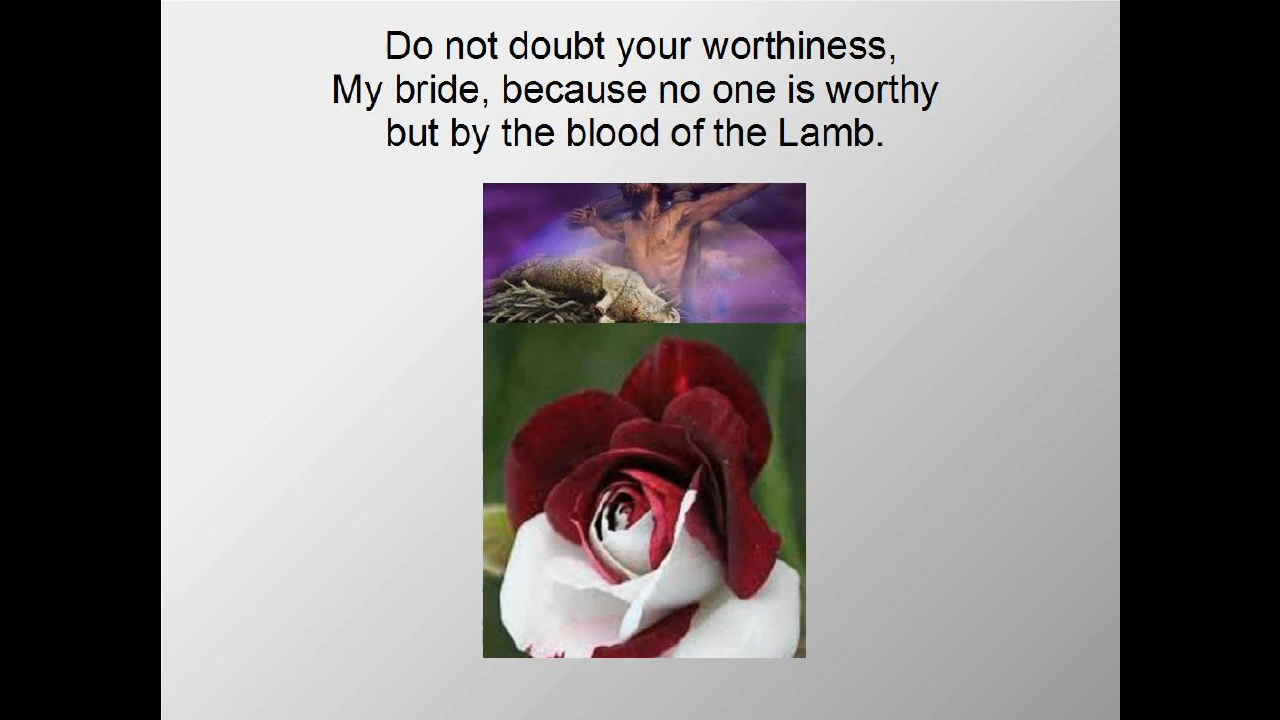 Do not doubt your worthiness,
My bride, because no one is worthy
but by the blood of the Lamb.